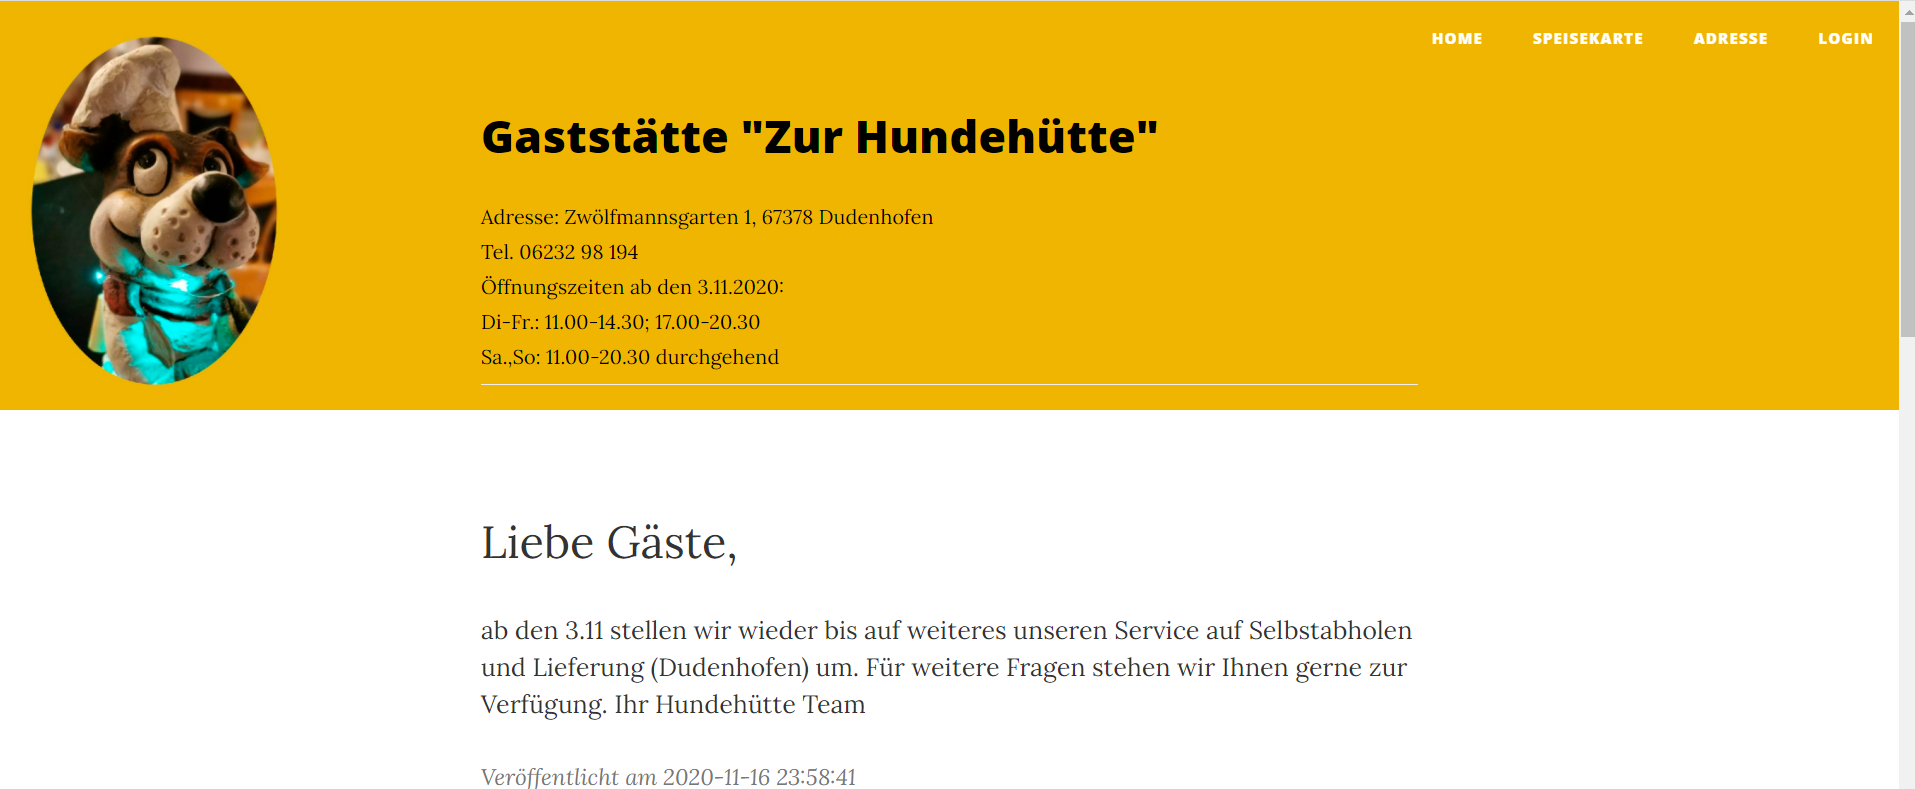 HOME SPEISEKARTE ADRESSE LOGIN
Gaststätte "Zur Hundehütte"
Adresse: Zwölfmannsgarten 1, 67378 Dudenhofen
Tel. 06232 98 194
Öffnungszeiten ab den 3.11.2020:
Di-Fr.: 11.00-14.30; 17.00-20.30
Sa.,So: 11.00-20.30 durchgehend
Liebe Gäste,
ab den 3.11 stellen wir wieder bis auf weiteres unseren Service auf Selbstabholen
und Lieferung (Dudenhofen) um. Für weitere Fragen stehen wir Ihnen gerne zur
Verfügung. Ihr Hundehütte Team
Veröffentlicht am 2020-11-16 23:58:41